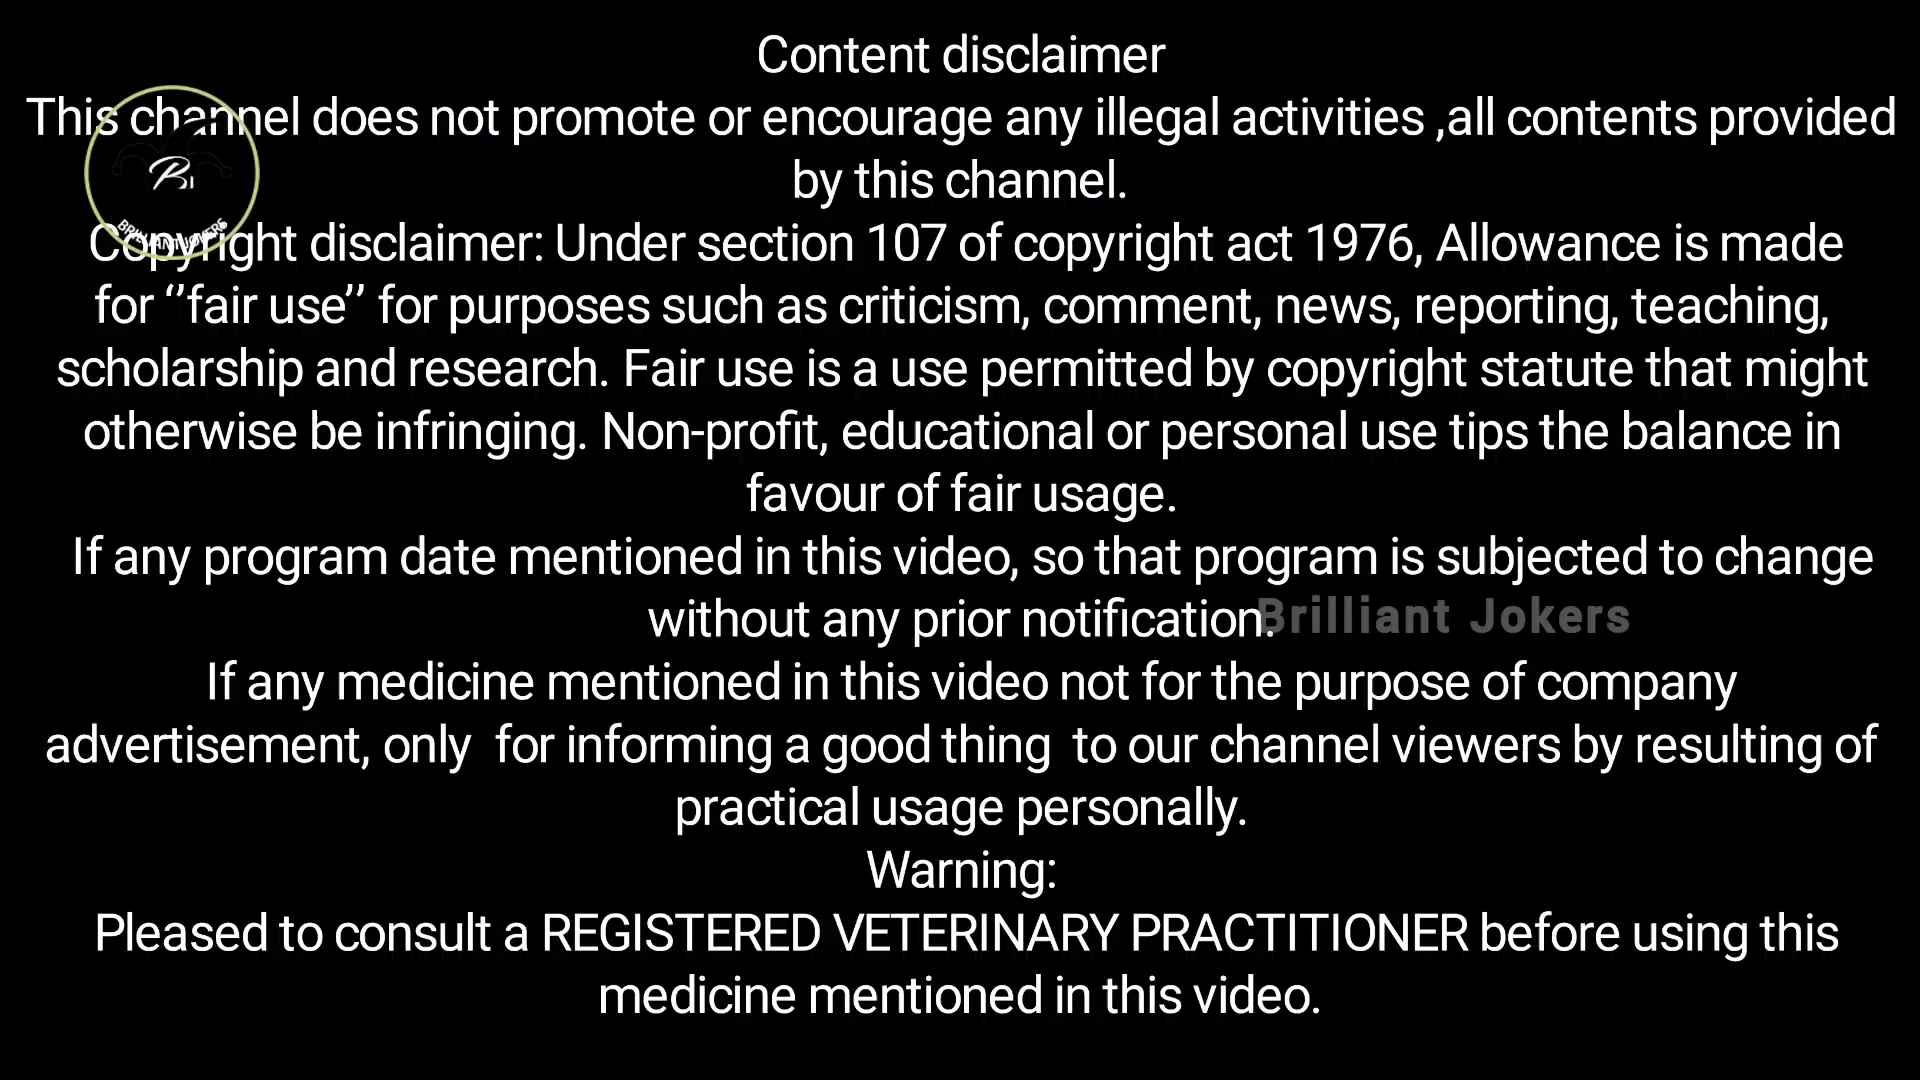 Content disclaimer
This channel does not promote or encourage any illegal activities ,all contents provided
by this channel.
Copyright disclaimer: Under section 107 of copyright act 1976, Allowance is made
for ‘’fair use’’ for purposes such as criticism, comment, news, reporting, teaching,
scholarship and research. Fair use is a use permitted by copyright statute that might
otherwise be infringing. Non-profit, educational or personal use tips the balance in
favour of fair usage.
If any program date mentioned in this video, so that program is subjected to change
without any prior notification.
Brilliant Jokers
If any medicine mentioned in this video not for the purpose of company
advertisement, only  for informing a good thing  to our channel viewers by resulting of
practical usage personally.
Warning:
Pleased to consult a REGISTERED VETERINARY PRACTITIONER before using this
medicine mentioned in this video.
BRILLIANT JOKERS